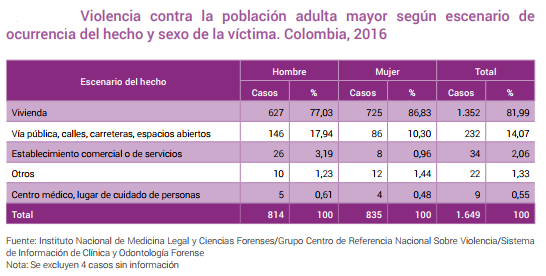 Violencia contra la población adulta mayor según escenario de
ocurrencia del hecho y sexo de la víctima. Colombia, 2016
Escenario del hecho Hombre Mujer Total
Casos % Casos % Casos %
Vivienda 627 77,03 725 86,83 1.352 81,99
Vía pública, calles, carreteras, espacios abiertos 146 17,94 86 10,30 232 14,07
Establecimiento comercial o de servicios 26 3,19 8 0,96 34 2,06
Otros 10 1,23 12 1,44 22 1,33
Centro médico, lugar de cuidado de personas 5 0,61 4 0,48 9 0,55
Total 814 100 835 100 1.649 100
Fuente: Instituto Nacional de Medicina Legal y Ciencias Forenses/Grupo Centro de Referencia Nacional Sobre Violencia/Sistema
de Información de Clínica y Odontología Forense
Nota: Se excluyen 4 casos sin información